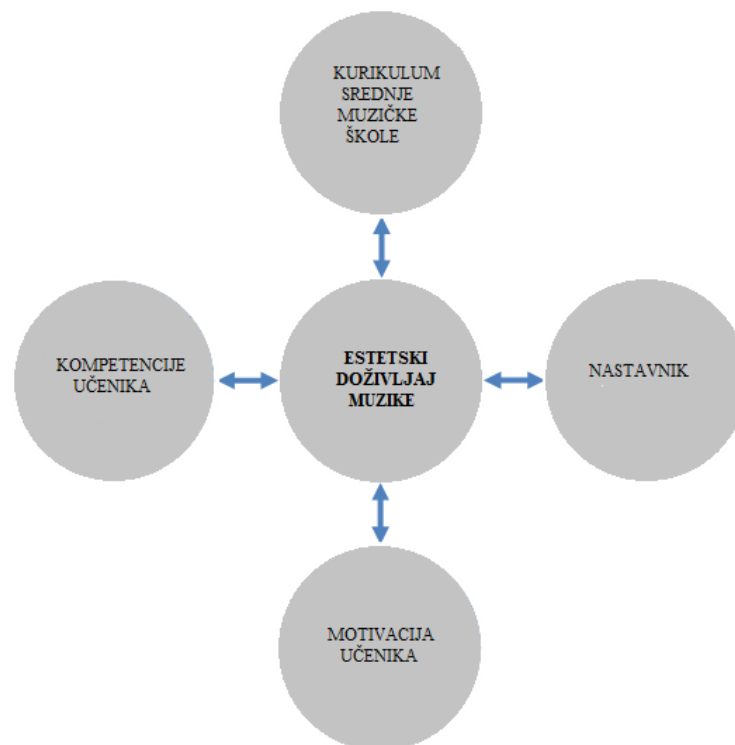 KURIKULUM
SREDNJE
MUZIČKE
ŠKOLE
KOMPETENCIJE
UČENIKA
ESTETSKI
DOŽIVLJAJ
MUZIKE
NASTAVNIK
MOTIVACIJA
UČENIKA